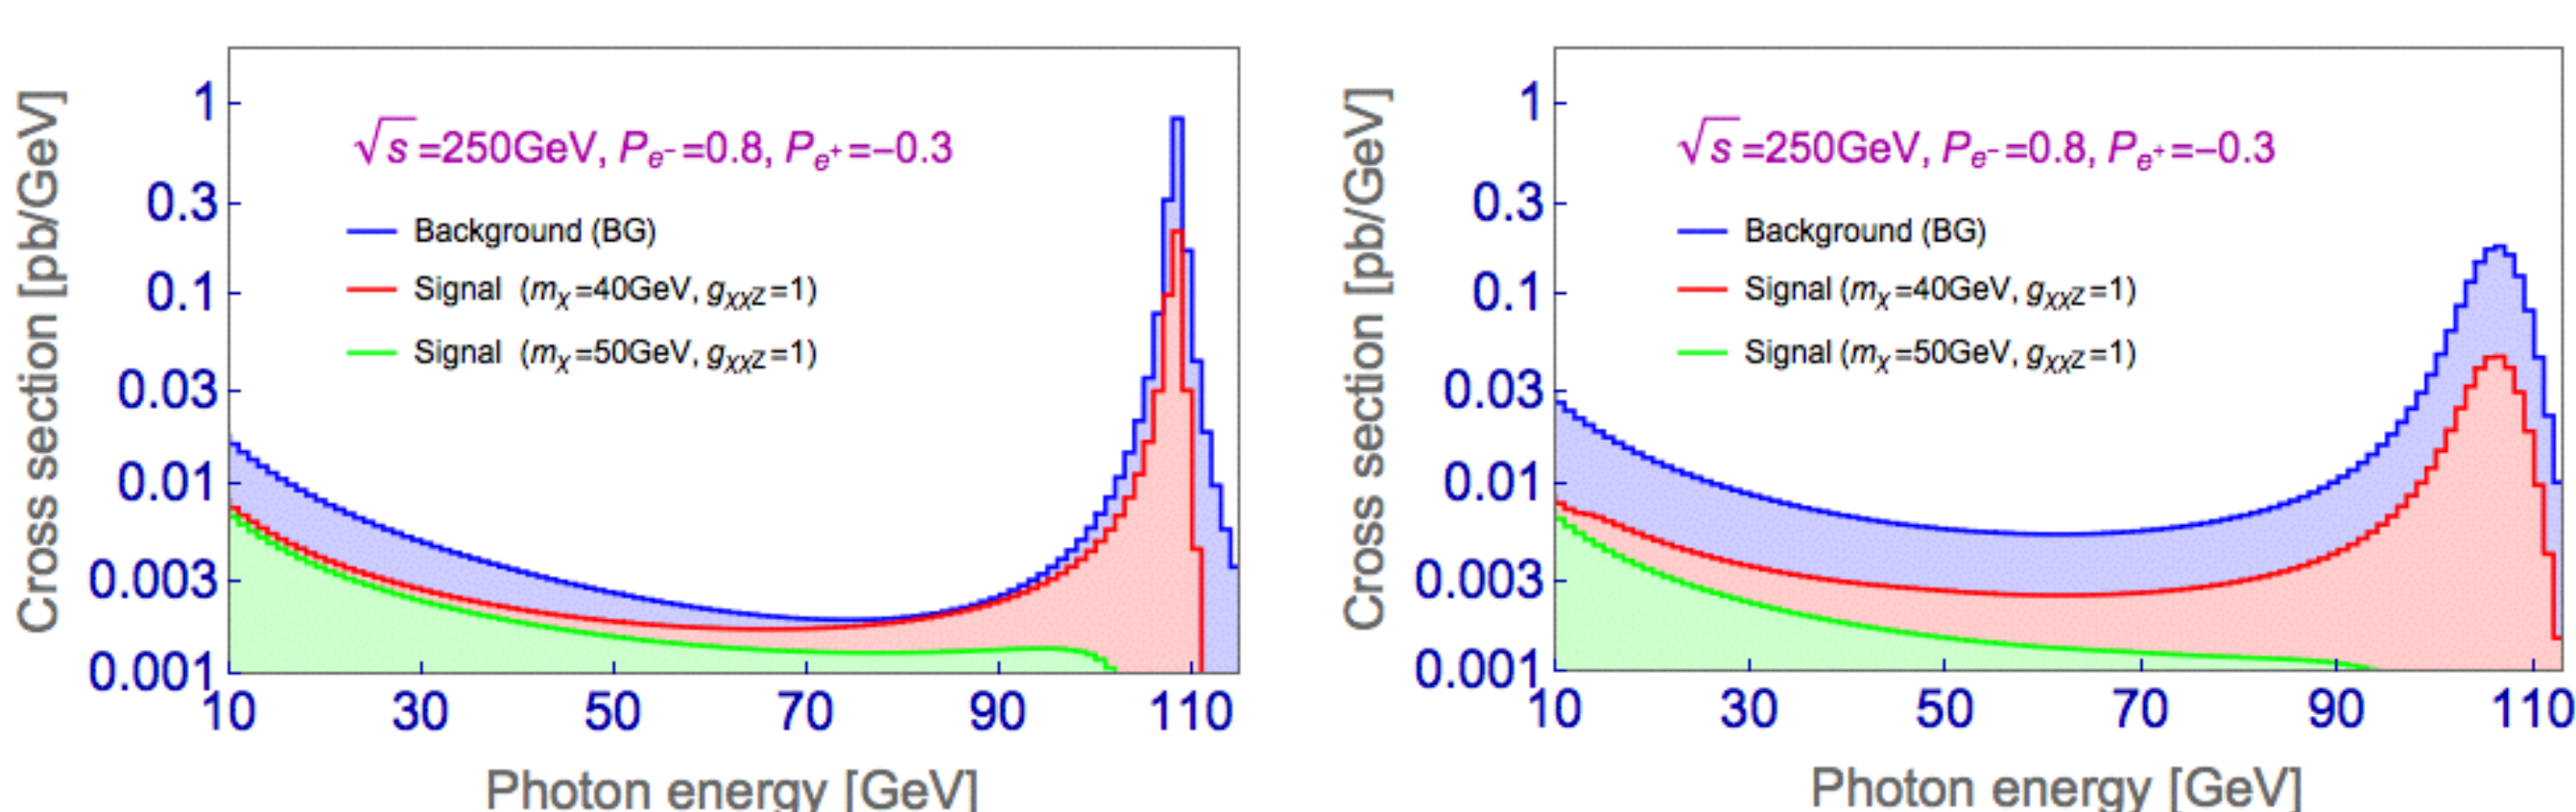 Cross section [pb/GeV]
1
0.3
0.1
0.03
0.01
0.003
0.001
√s=250GeV, Pe-=0.8, Pe+=−0.3
Background (BG)
Signal (mχ=40GeV, gχχZ=1)
Signal (mχ=50GeV, gχχZ=1)
10 30 50 70 90 110
Photon energy [GeV]
Cross section [pb/GeV]
1
0.3
0.1
0.03
0.01
0.003
0.001
√s=250GeV, Pe-=0.8, Pe+=−0.3
Background (BG)
Signal (mχ=40GeV, gχχZ=1)
Signal (mχ=50GeV, gχχZ=1)
10 30 50 70 90 110
Photon energy [GeV]